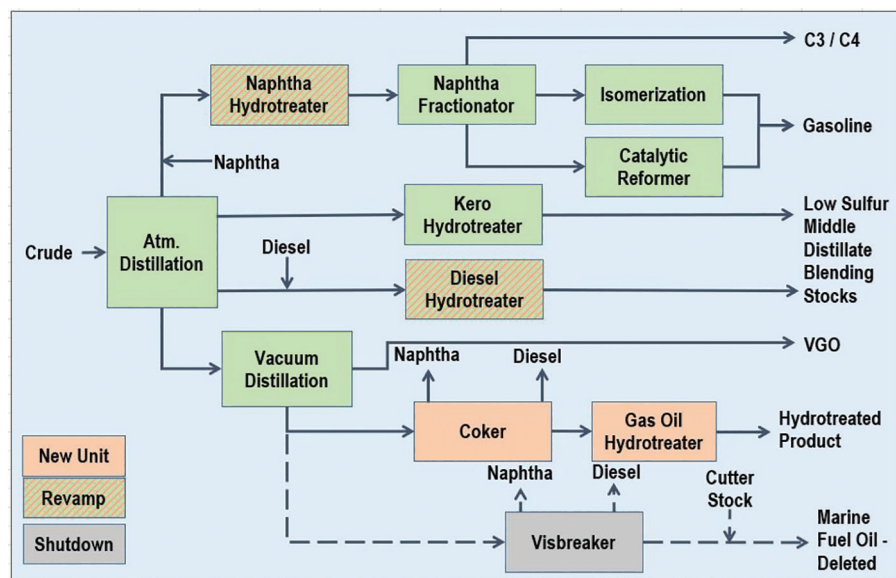 C3 / C4
Naphtha
Hydrotreater
Naphtha
Fractionator
Isomerization
Gasoline
Catalytic
Reformer
Naphtha
Kero
Hydrotreater
Low Sulfur
Middle
Distillate
Blending
Stocks
Crude
Atm.
Distillation
Diesel
Diesel
Hydrotreater
Vacuum
Distillation
VGO
Naphtha
Diesel
Coker
Gas Oil
Hydrotreater
Hydrotreated
Product
New Unit
Revamp
Shutdown
Naphtha
Diesel
Cutter
Stock
Visbreaker
Marine
Fuel Oil -
Deleted